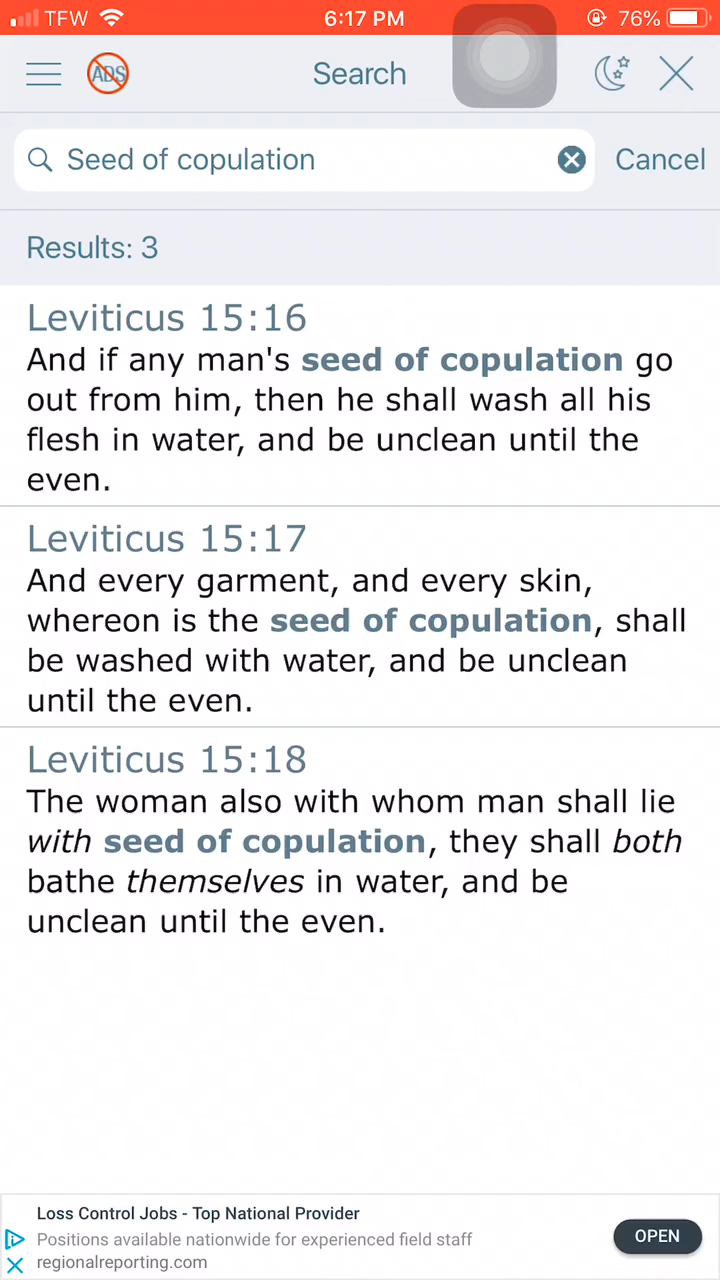 TFW 6:17 PM 76%
ADS Search
Seed of copulation Cancel
Results: 3
Leviticus 15:16
And if any man's seed of copulation go
out from him, then he shall wash all his
flesh in water, and be unclean until the
even.
Leviticus 15:17
And every garment, and every skin,
whereon is the seed of copulation, shall
be washed with water, and be unclean
until the even.
Leviticus 15:18
The woman also with whom man shall lie
with seed of copulation, they shall both
bathe themselves in water, and be
unclean until the even.
Loss Control Jobs - Top National Provider
Positions available nationwide for experienced field staff
regionalreporting.com
OPEN